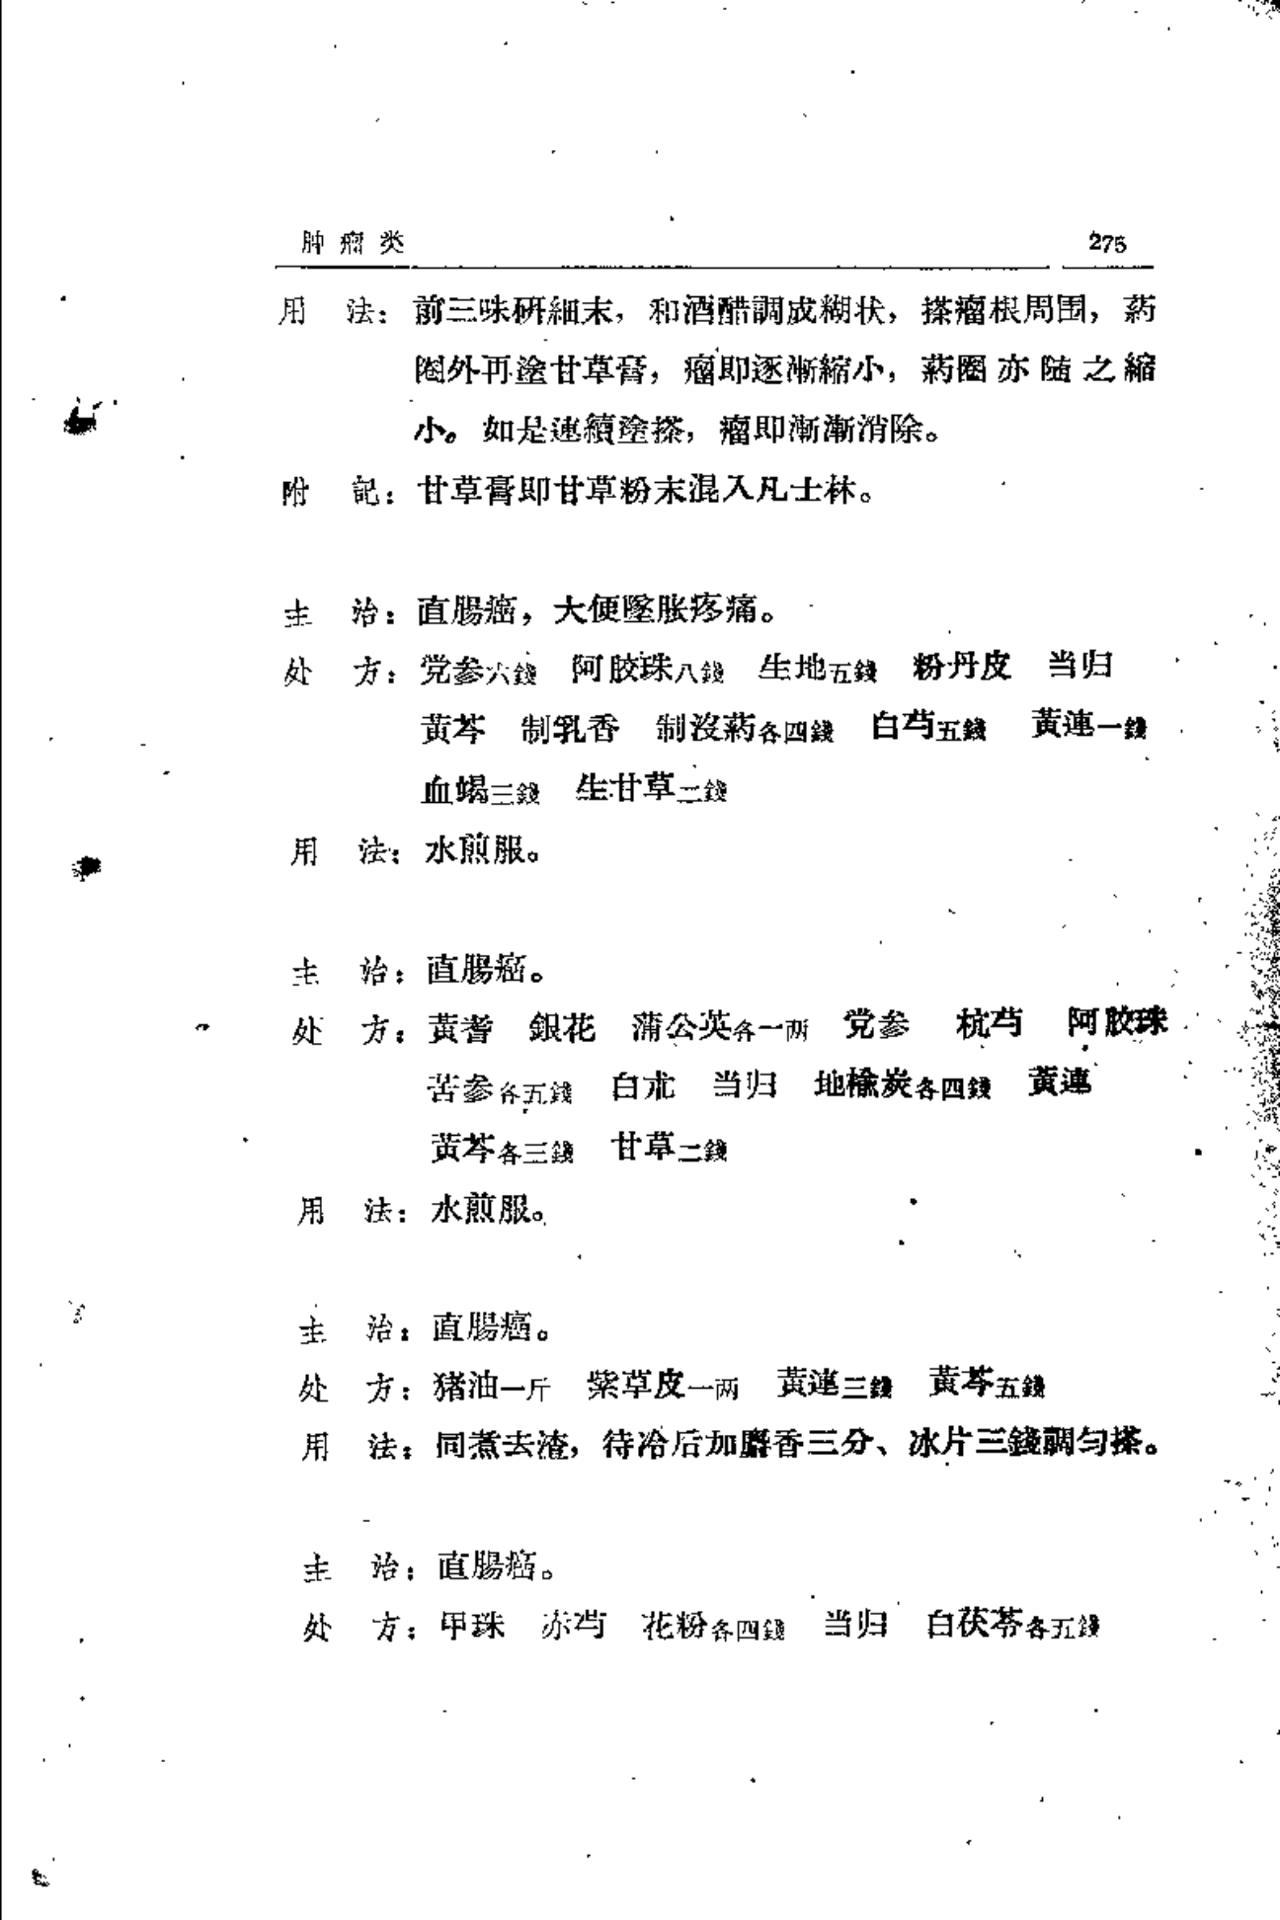 肿瘤类 275
用　法：前三味研細末，和酒醋調成糊状，搽瘤根周围，葯
圈外再塗甘草膏，瘤即逐漸縮小，葯圈亦随之縮
小。如是連續塗搽，瘤即漸漸消除。
附　記：甘草膏即甘草粉末混入凡士林。
主　治：直腸癌，大便墜胀疼痛。
处　方：党参六錢　阿胶珠八錢　生地五錢　粉丹皮　当归
黄芩　制乳香　制沒葯各四錢　白芍五錢　黄連一錢
血竭三錢　生甘草二錢
用　法：水煎服。
主　治：直腸癌。
处　方：黄耆　銀花　蒲公英各一两　党参　杭芍　阿胶珠
苦参各五錢　白朮　当归　地榆炭各四錢　黄連
黄芩各三錢　甘草二錢
用　法：水煎服。
主　治：直腸癌。
处　方：猪油一斤　紫草皮一两　黄連三錢　黄芩五錢
用　法：同煮去渣，待冷后加麝香三分、冰片三錢調匀搽。
主　治：直腸癌。
处　方：甲珠　赤芍　花粉各四錢　当归　白茯苓各五錢